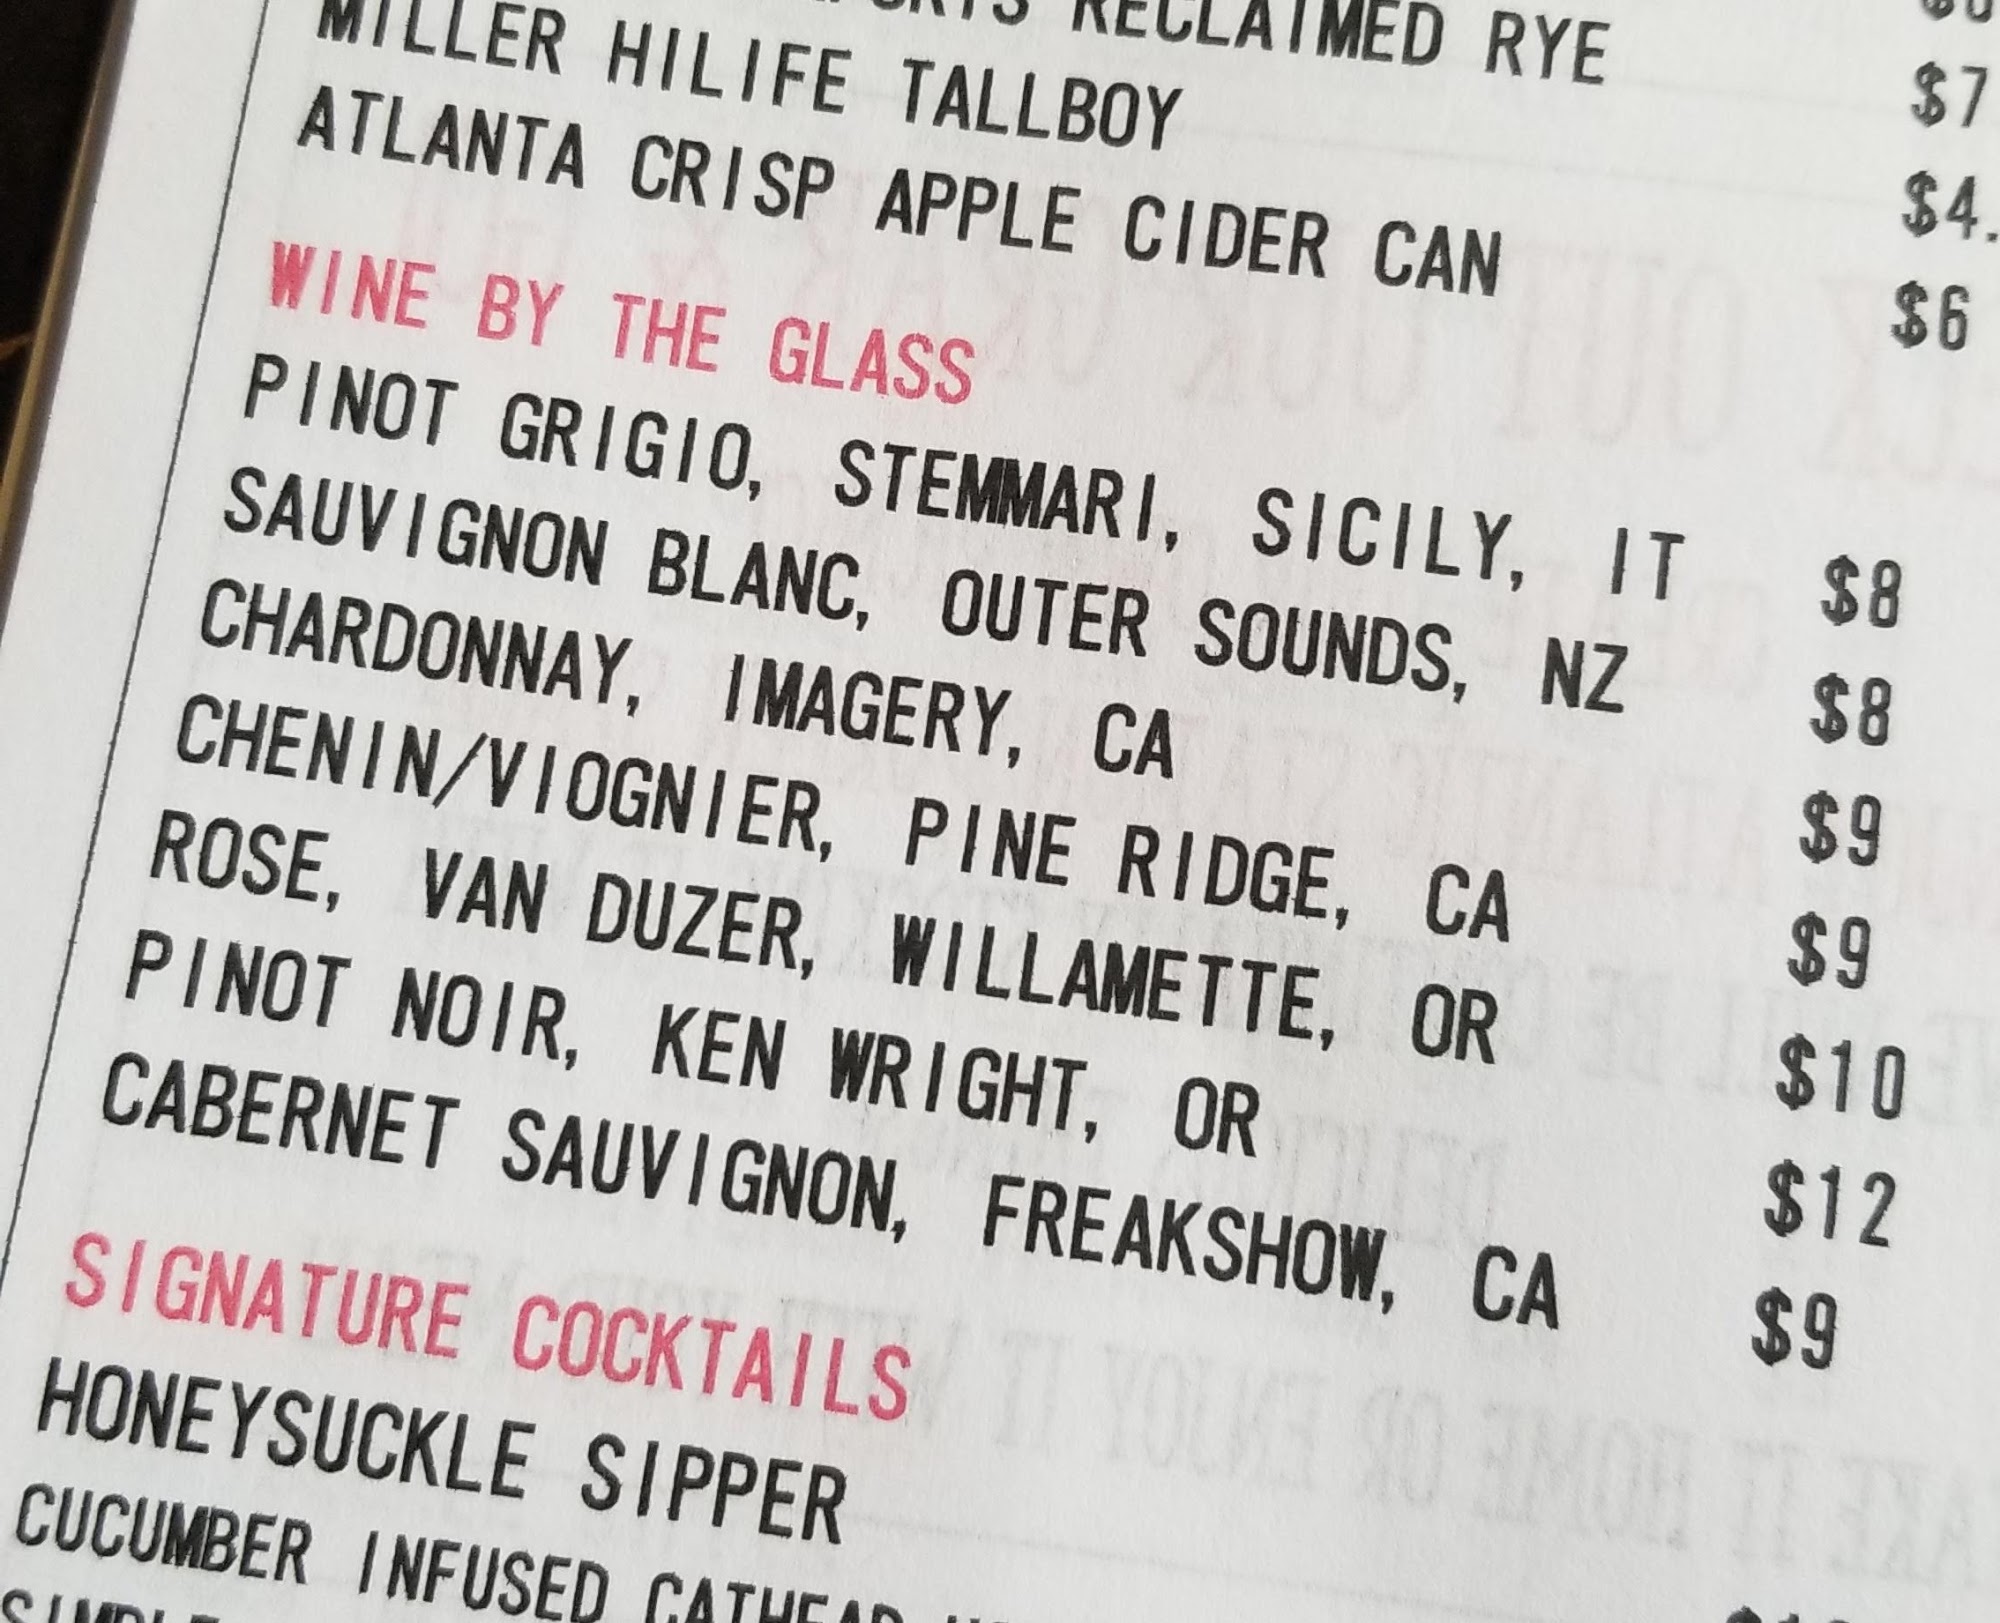 RECLAIMED RYE $7
MILLER HILIFE TALLBOY $4.
ATLANTA CRISP APPLE CIDER CAN $6
WINE BY THE GLASS
PINOT GRIGIO, STEMMARI, SICILY, IT $8
SAUVIGNON BLANC, OUTER SOUNDS, NZ $8
CHARDONNAY, IMAGERY, CA $9
CHENIN/VIOGNIER, PINE RIDGE, CA $9
ROSE, VAN DUZER, WILLAMETTE, OR $10
PINOT NOIR, KEN WRIGHT, OR $12
CABERNET SAUVIGNON, FREAKSHOW, CA $9
SIGNATURE COCKTAILS
HONEYSUCKLE SIPPER
CUCUMBER INFUSED CATHEAD